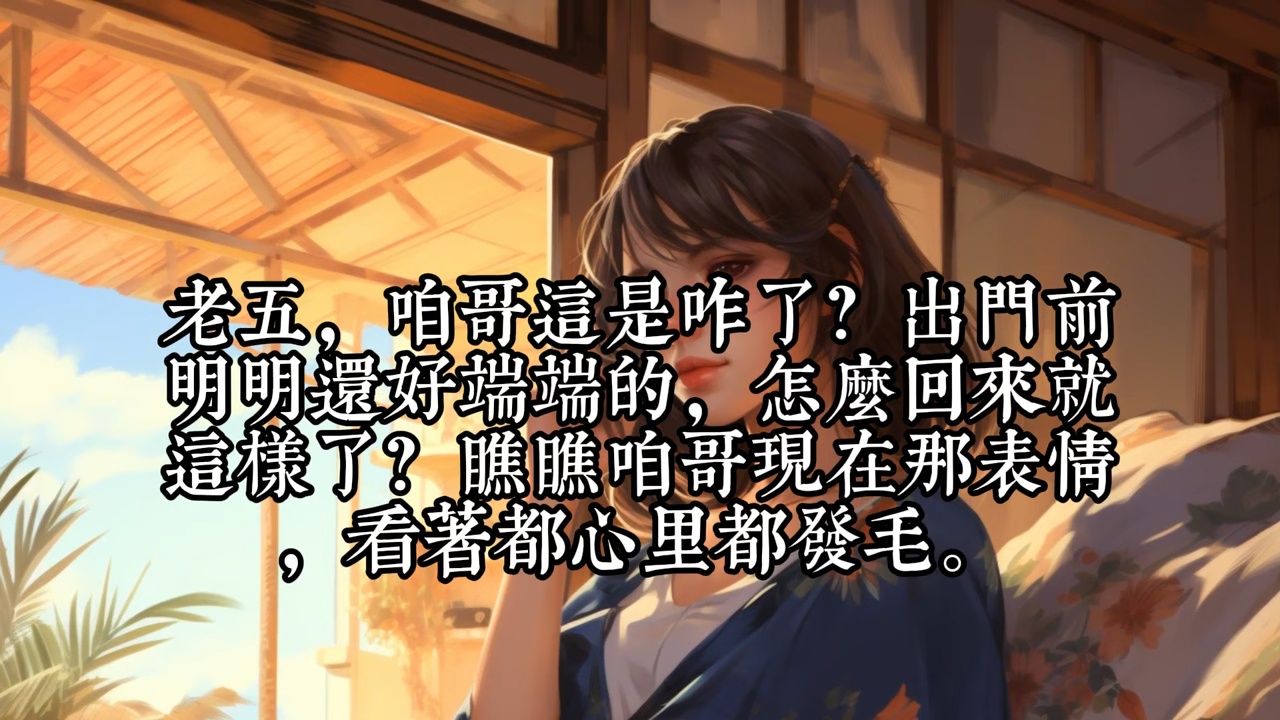 老五，咱哥這是咋了？出門前
明明還好端端的，怎麼回來就
這樣了？瞧瞧咱哥現在那表情
，看著都心里都發毛。